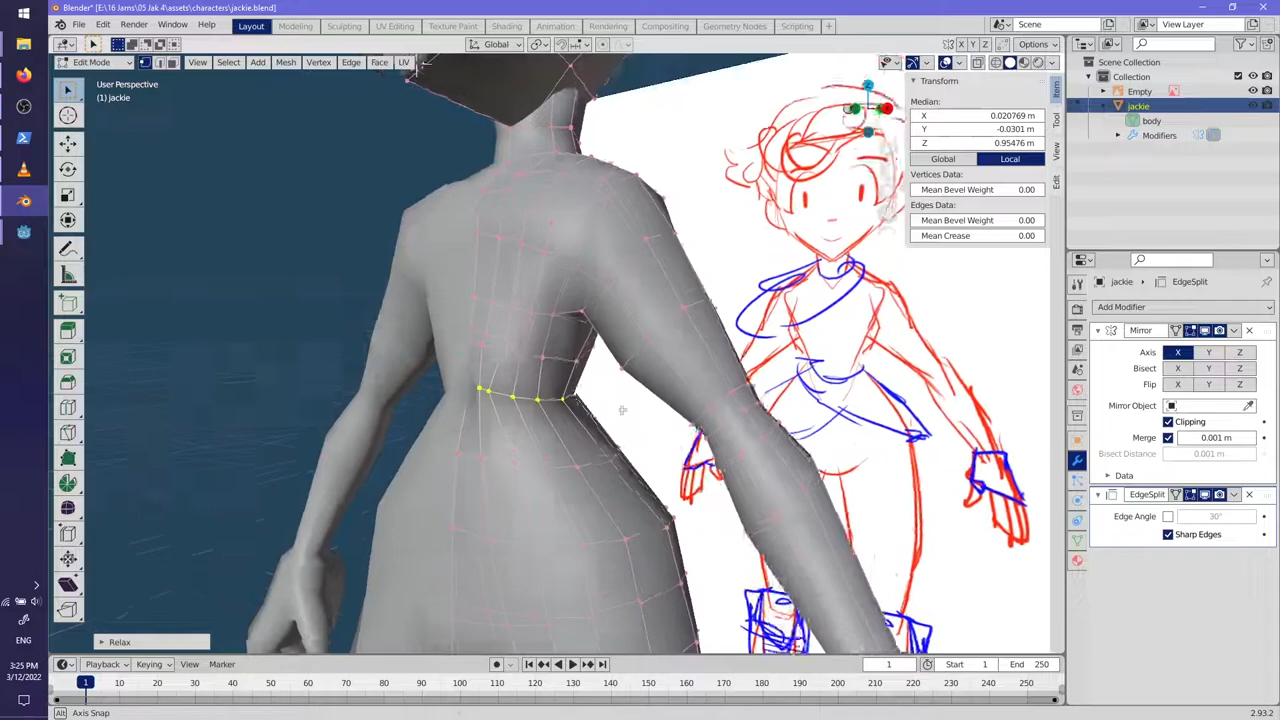 Blender* [E:\16 Jams\05 Jak 4\assets\characters\jackie.blend]
File Edit Render Window Help Layout Modeling Sculpting UV Editing Texture Paint Shading Animation Rendering Compositing Geometry Nodes Scripting + Scene View Layer
Global Options
Edit Mode View Select Add Mesh Vertex Edge Face UV X Y Z
User Perspective
(1) jackie
Transform
Median:
X 0.020769 m
Y -0.0301 m
Z 0.95476 m
Global Local
Vertices Data:
Mean Bevel Weight 0.00
Edges Data:
Mean Bevel Weight 0.00
Mean Crease 0.00
Item
Tool
View
Edit
Scene Collection
Collection
Empty
jackie
body
Modifiers
jackie EdgeSplit
Add Modifier
Mirror
Axis X Y Z
Bisect X Y Z
Flip X Y Z
Mirror Object
Clipping
Merge 0.001 m
Bisect Distance 0.001 m
Data
EdgeSplit
Edge Angle 30°
Sharp Edges
Relax
Playback Keying View Marker 1 Start 1 End 250
1 10 20 30 40 50 60 70 80 90 100 110 120 130 140 150 160 170 180 190 200 210 220 230 240 250
Alt Axis Snap 2.93.2
ENG
3:25 PM
3/12/2022